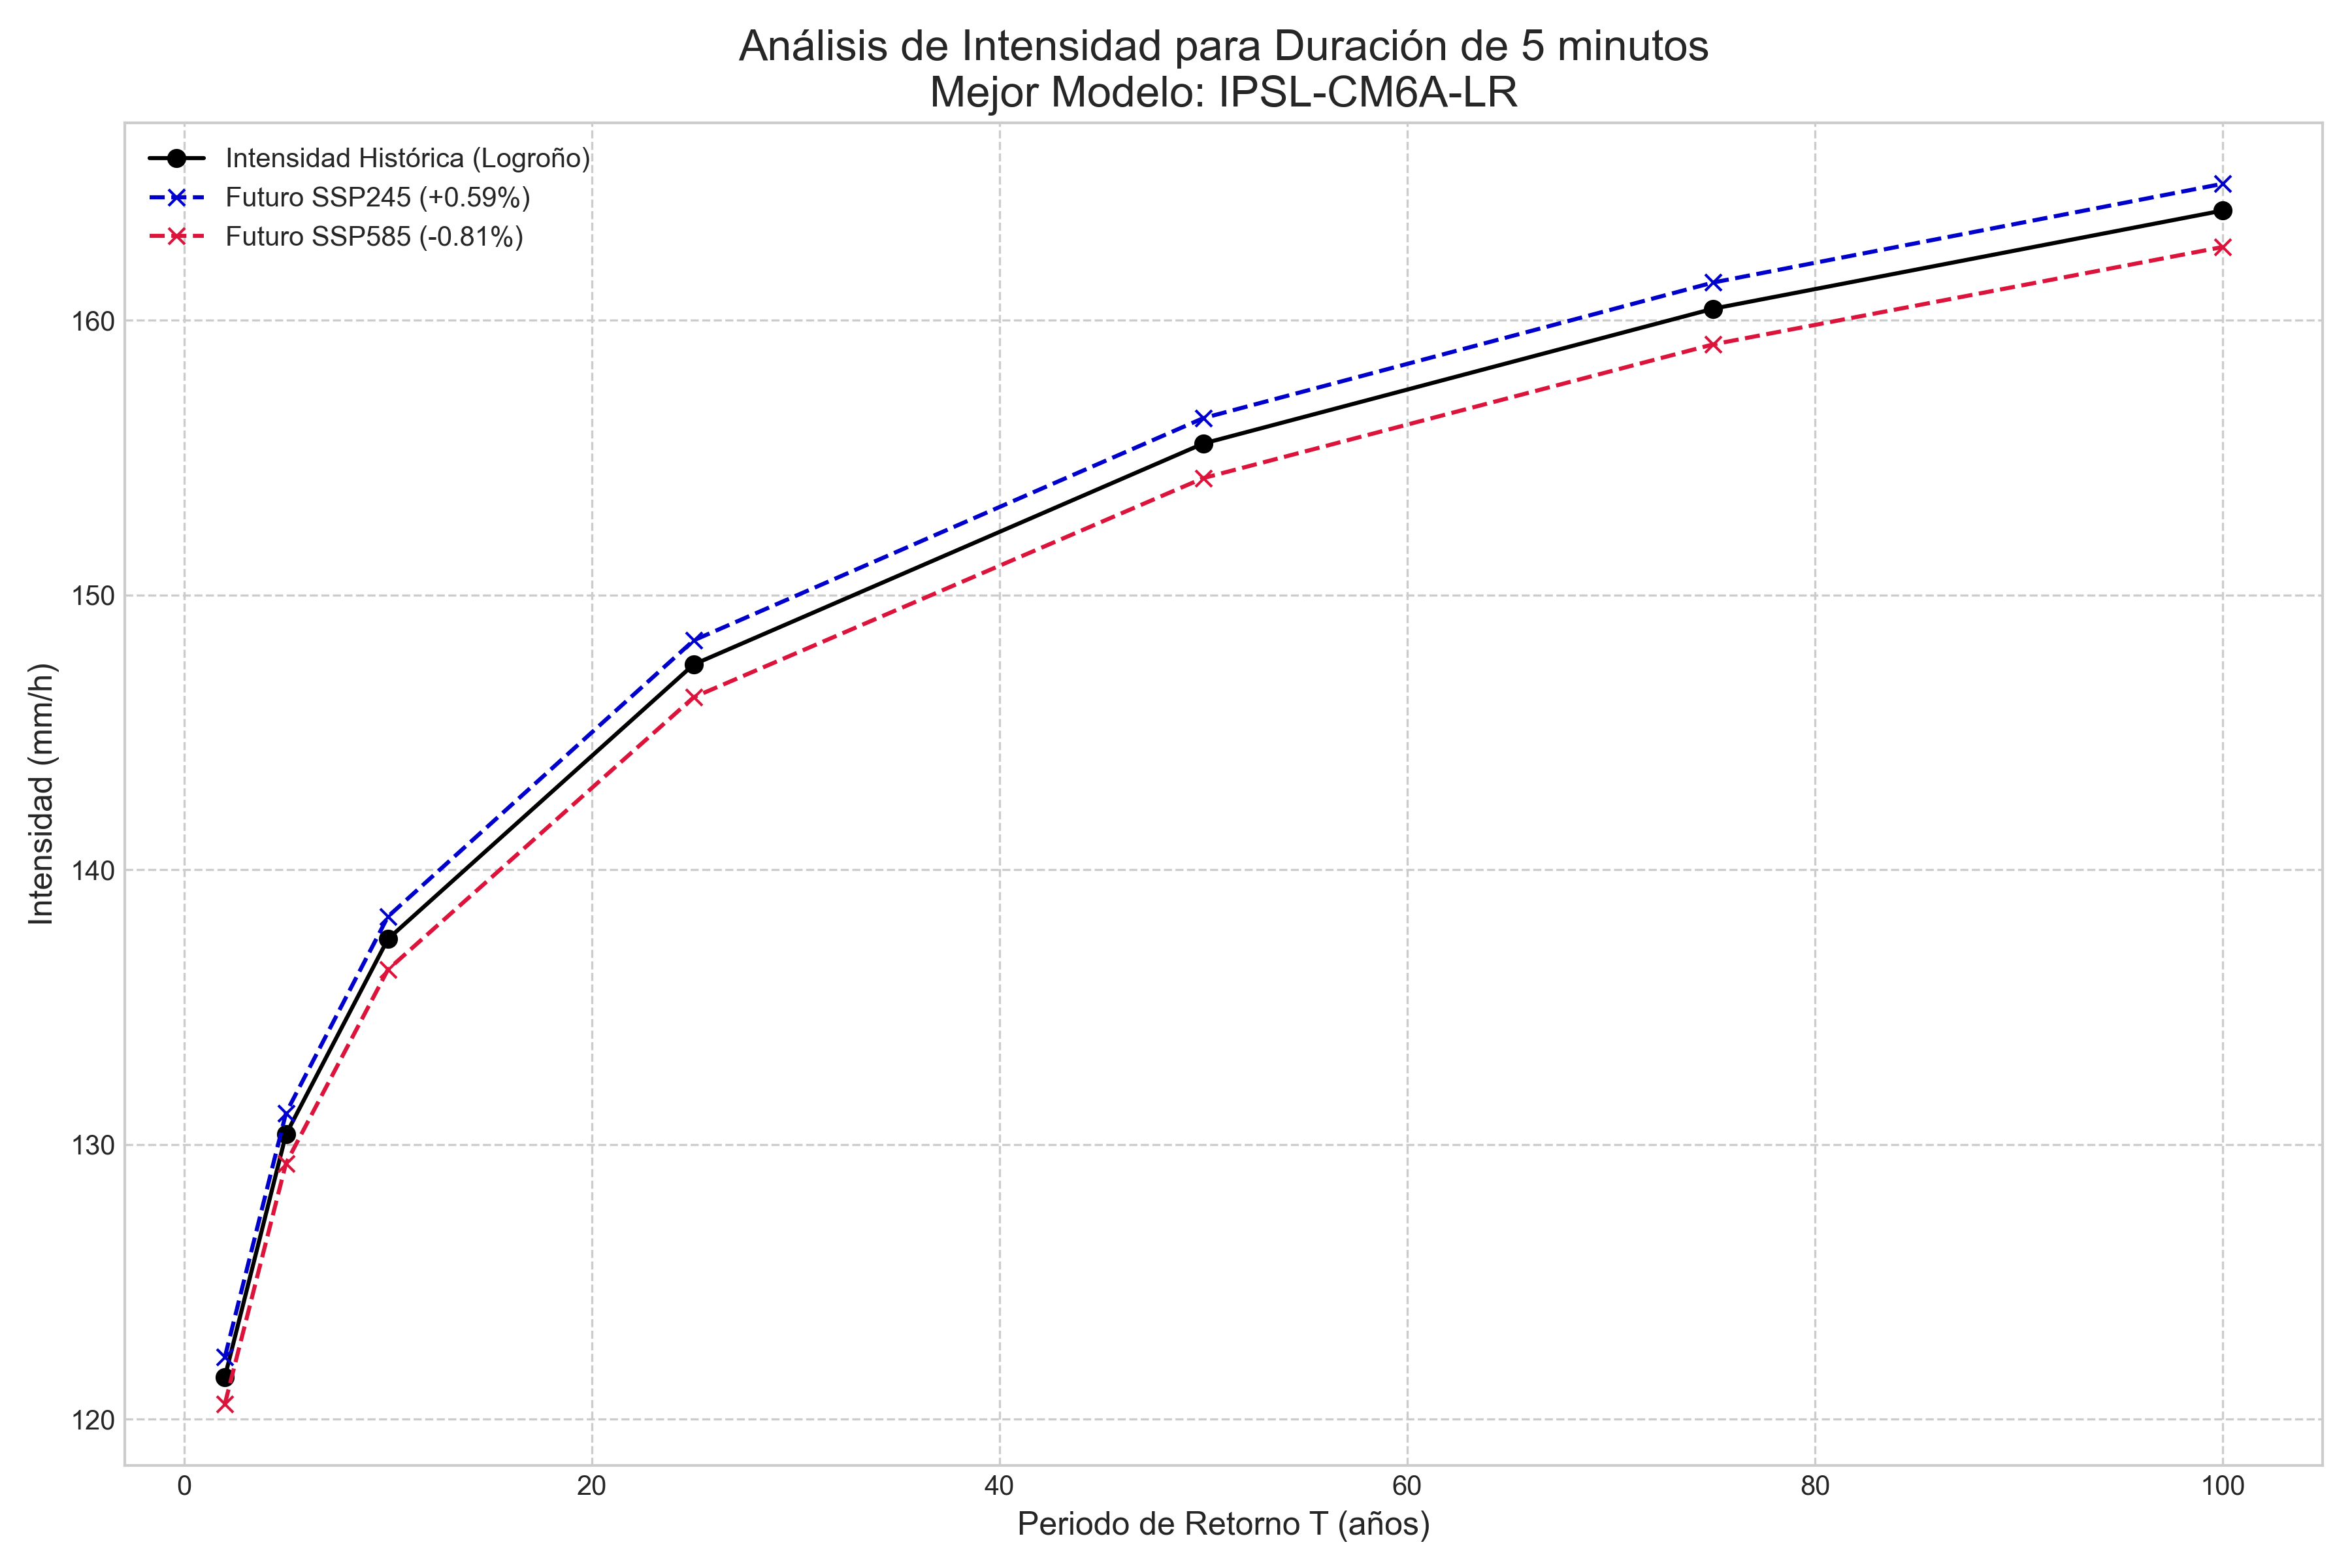 Análisis de Intensidad para Duración de 5 minutos
Mejor Modelo: IPSL-CM6A-LR
Intensidad Histórica (Logroño)
Futuro SSP245 (+0.59%)
Futuro SSP585 (-0.81%)
160
150
140
130
120
Intensidad (mm/h)
0 20 40 60 80 100
Periodo de Retorno T (años)